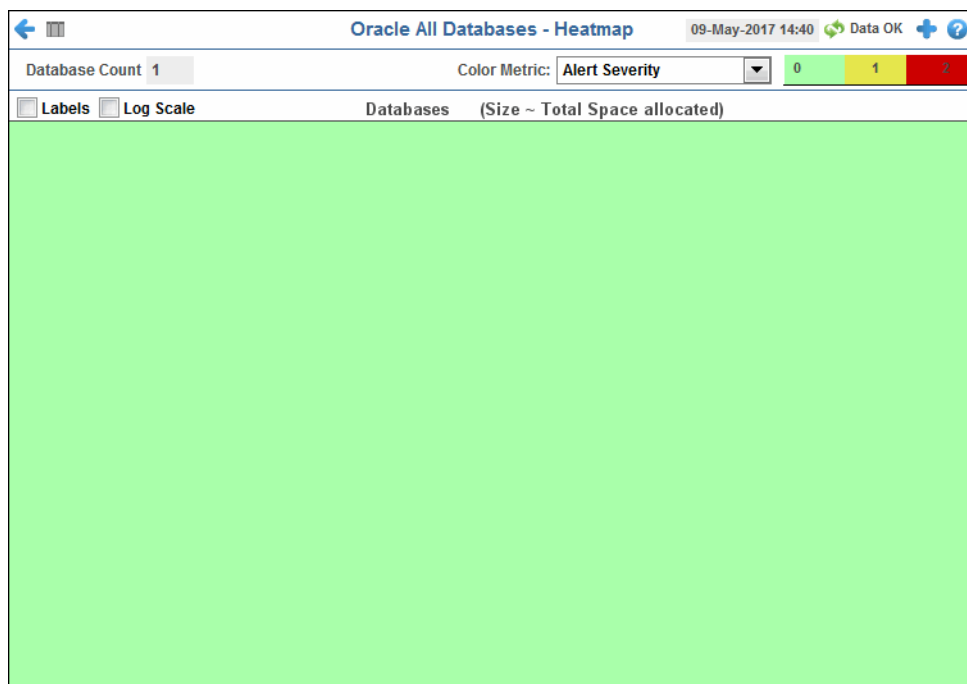 Oracle All Databases - Heatmap 09-May-2017 14:40 Data OK ?
Database Count 1 Color Metric: Alert Severity 0 1 2
Labels Log Scale Databases (Size ~ Total Space allocated)